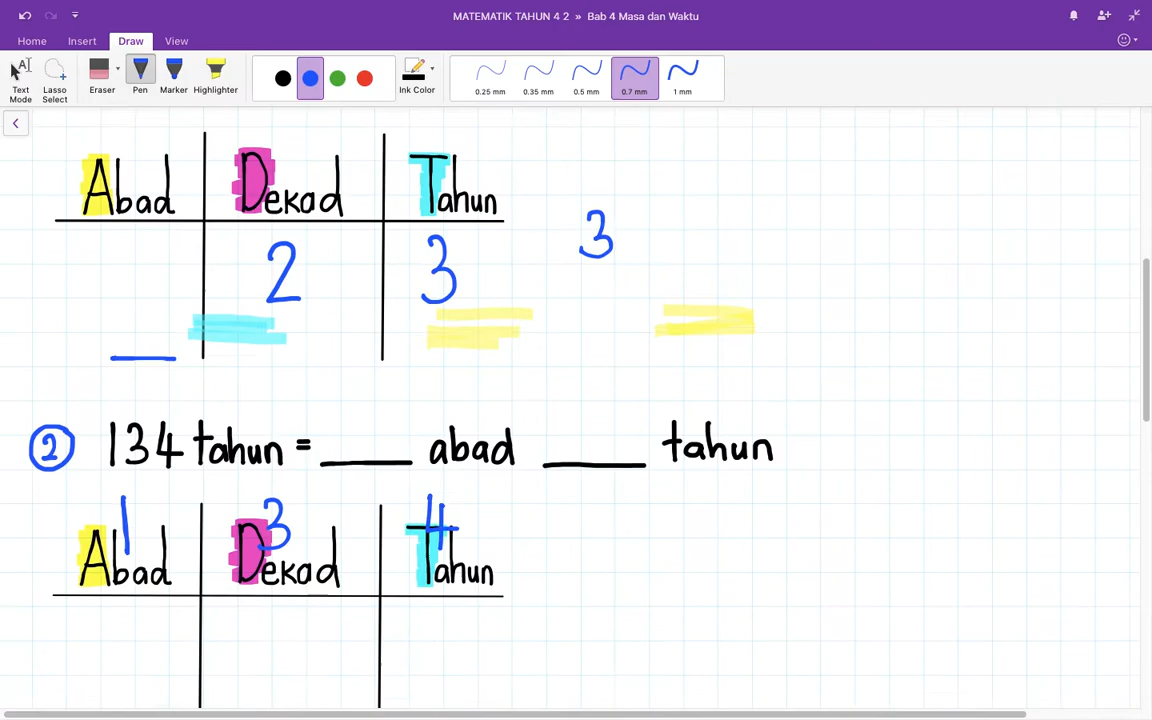 MATEMATIK TAHUN 4 2 » Bab 4 Masa dan Waktu
Home Insert Draw View
Text Mode Lasso Select Eraser Pen Marker Highlighter Ink Color 0.25 mm 0.35 mm 0.5 mm 0.7 mm 1 mm
Abad Dekad Tahun
2 3 3
2 134 tahun = ____ abad ____ tahun
1 3 4
Abad Dekad Tahun